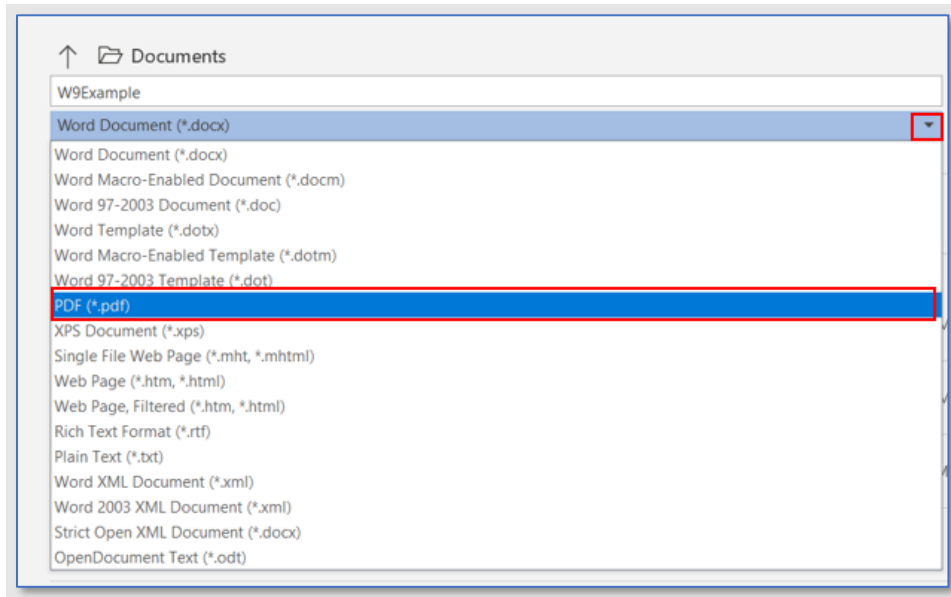 Documents
W9Example
Word Document (*.docx)
Word Document (*.docx)
Word Macro-Enabled Document (*.docm)
Word 97-2003 Document (*.doc)
Word Template (*.dotx)
Word Macro-Enabled Template (*.dotm)
Word 97-2003 Template (*.dot)
PDF (*.pdf)
XPS Document (*.xps)
Single File Web Page (*.mht, *.mhtml)
Web Page (*.htm, *.html)
Web Page, Filtered (*.htm, *.html)
Rich Text Format (*.rtf)
Plain Text (*.txt)
Word XML Document (*.xml)
Word 2003 XML Document (*.xml)
Strict Open XML Document (*.docx)
OpenDocument Text (*.odt)